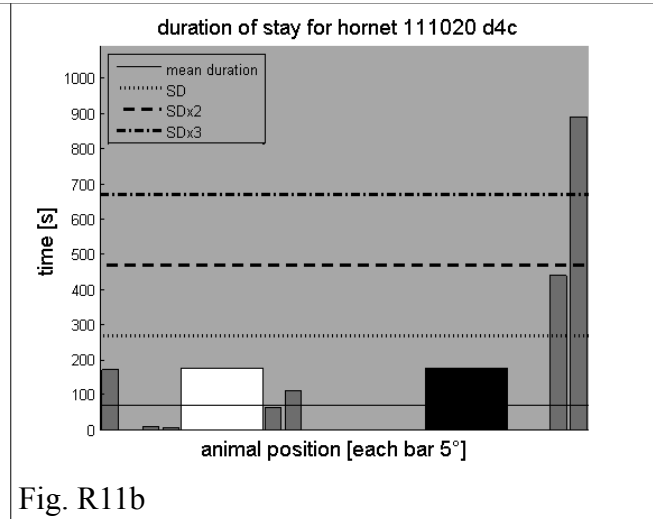 duration of stay for hornet 111020 d4c
mean duration
SD
SDx2
SDx3
1000
900
800
700
600
500
400
300
200
100
0
time [s]
animal position [each bar 5°]
Fig. R11b